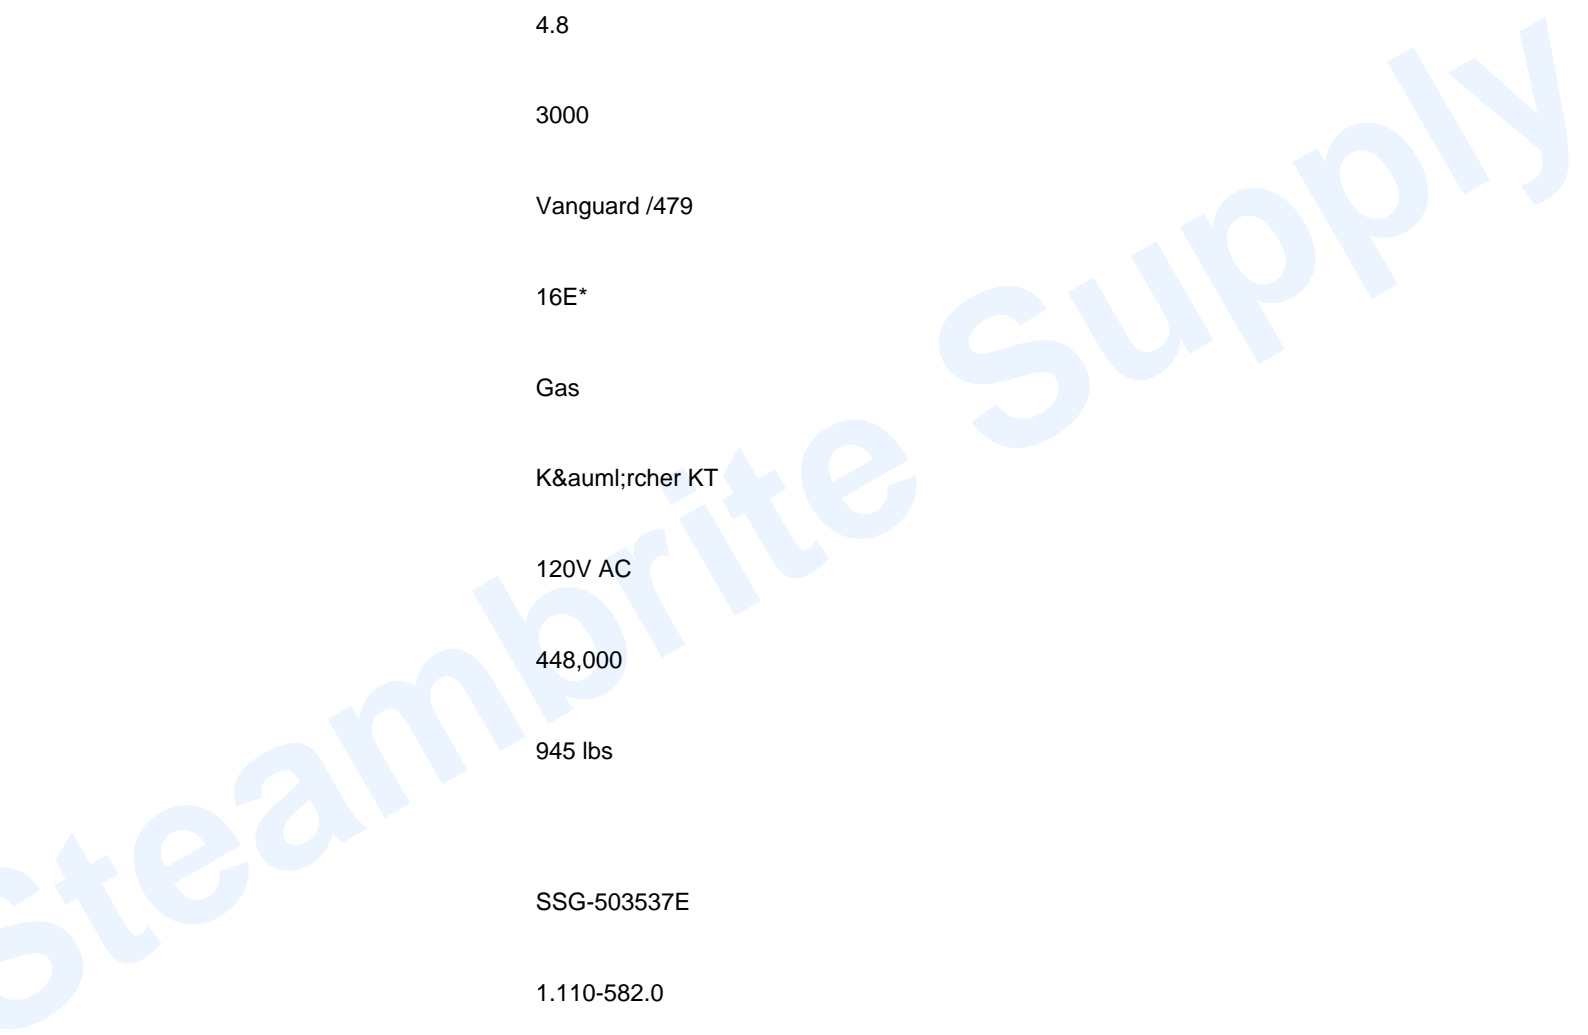 4.8
3000
Vanguard /479
16E*
Gas
K&auml;rcher KT
120V AC
448,000
945 lbs
SSG-503537E
1.110-582.0
Steambrite Supply